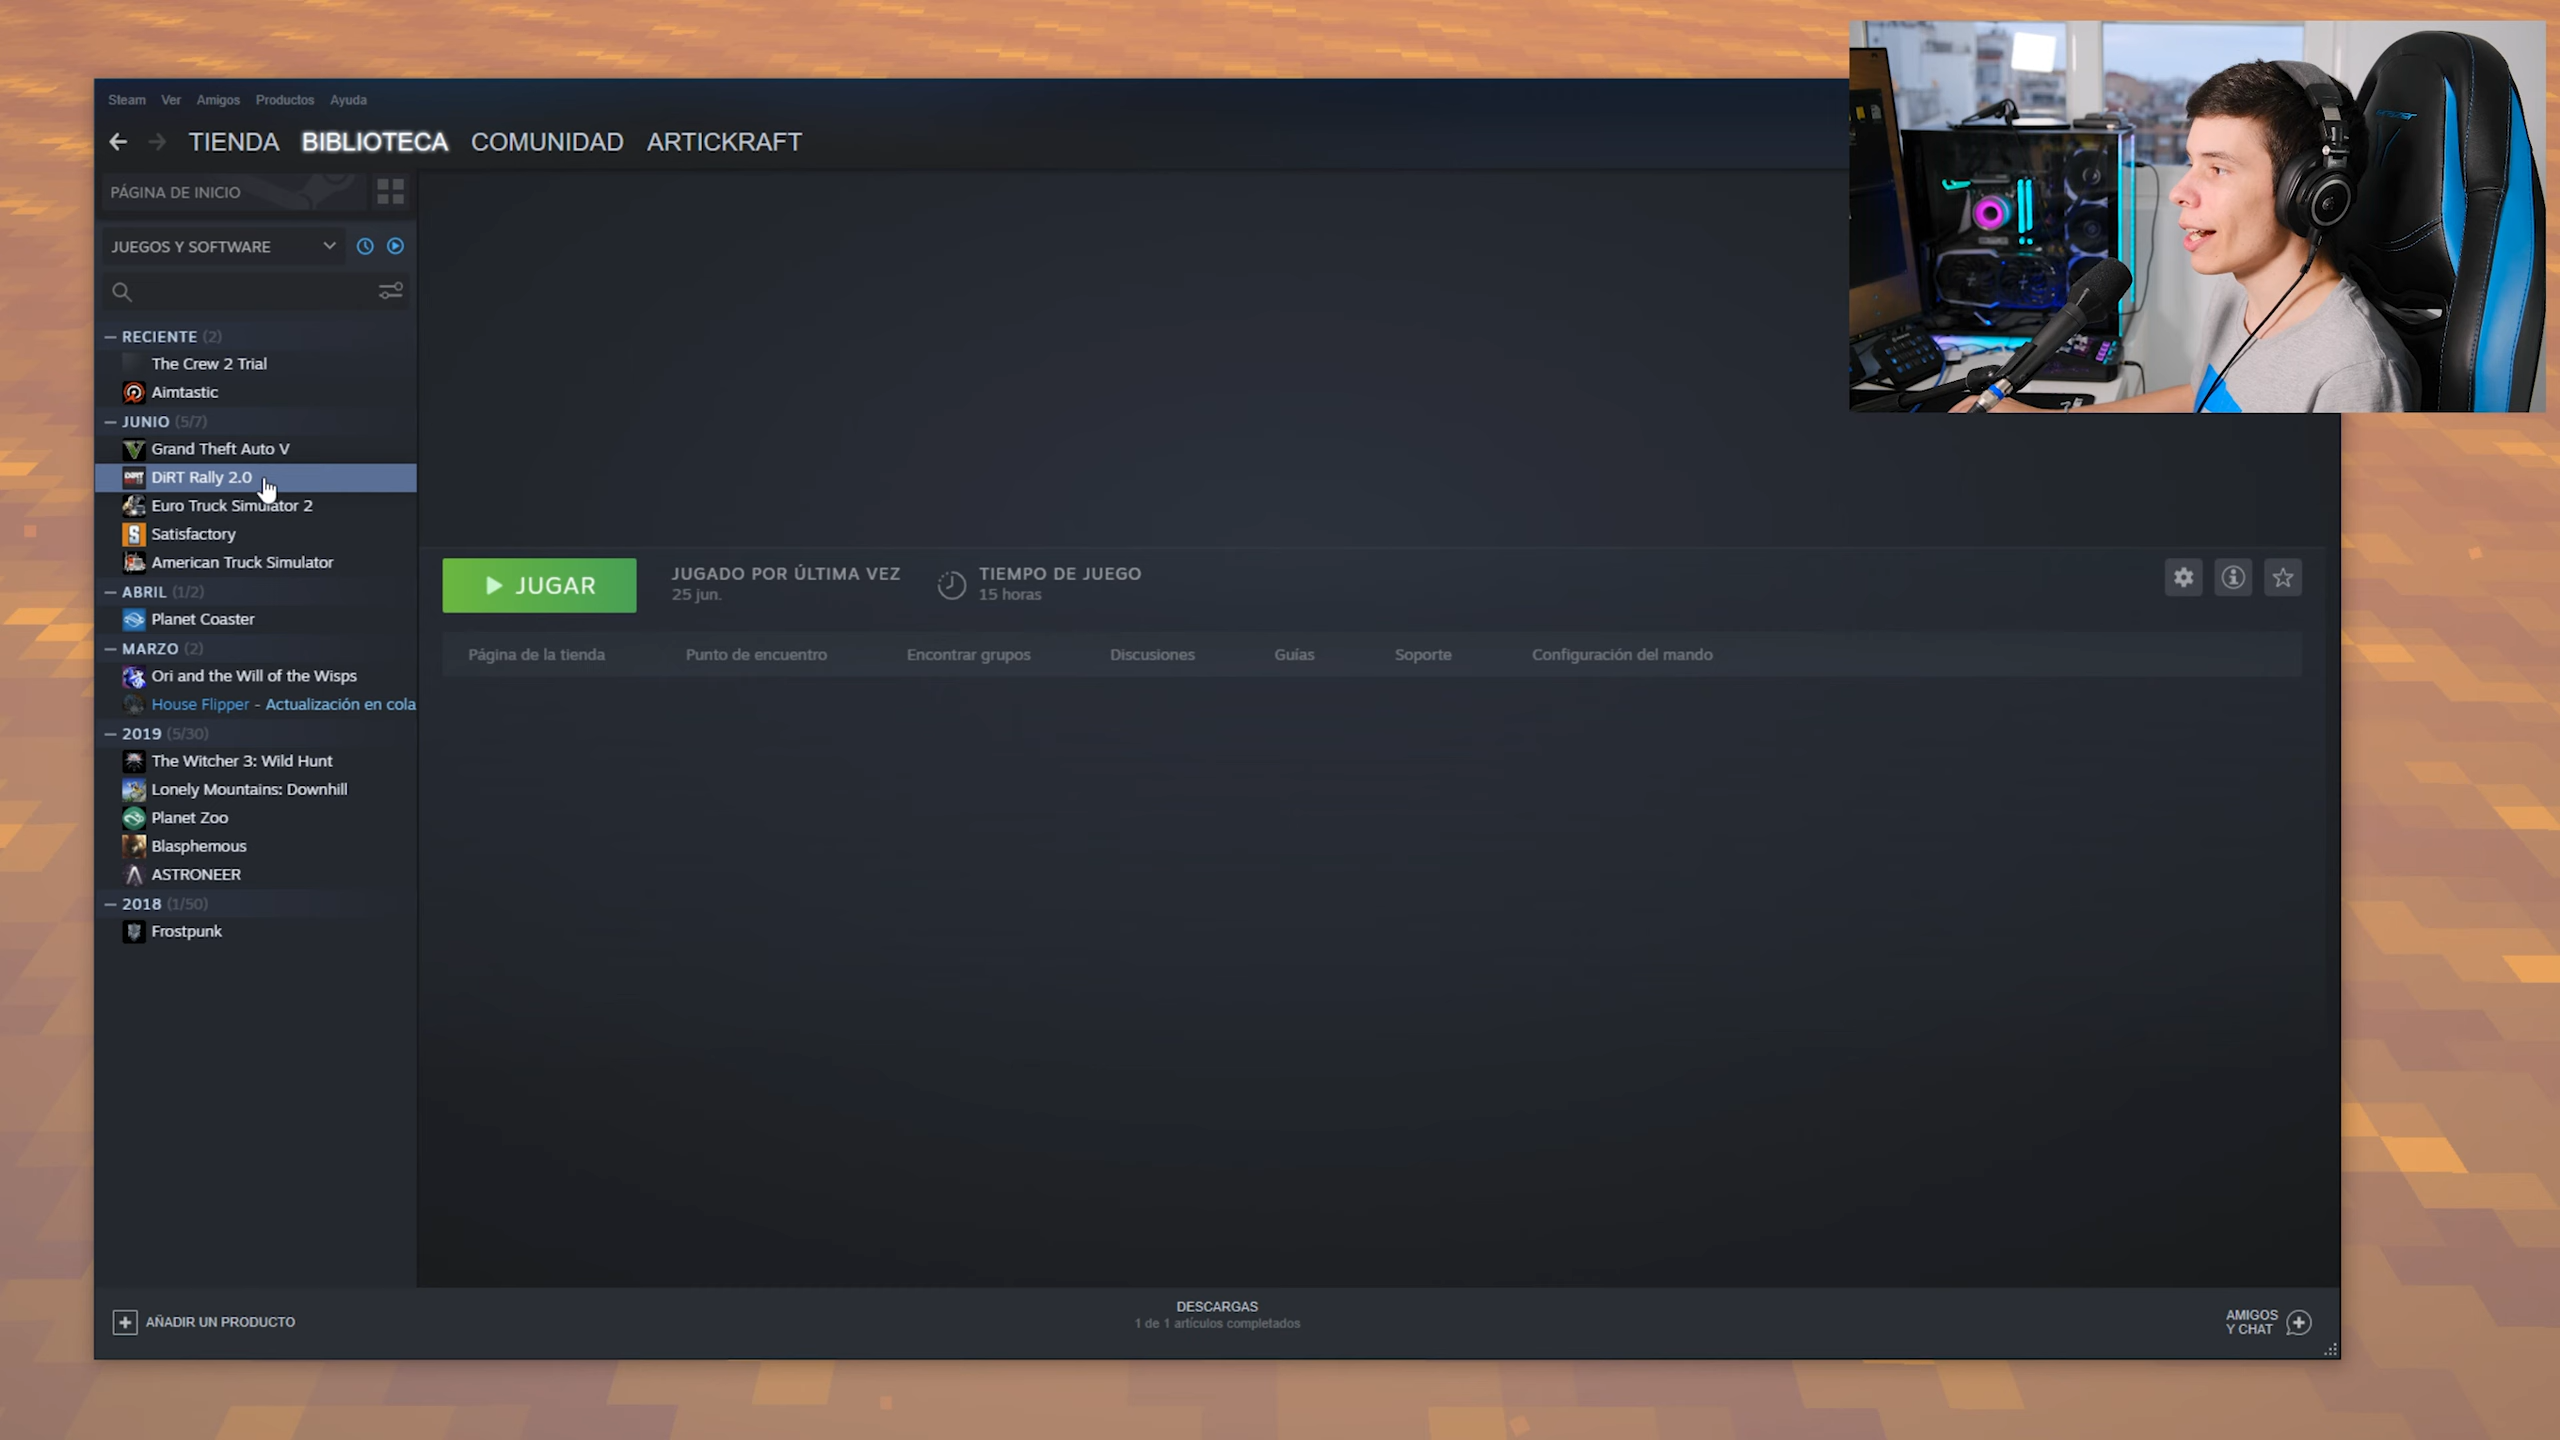 Steam Ver Amigos Productos Ayuda
TIENDA BIBLIOTECA COMUNIDAD ARTICKRAFT
PÁGINA DE INICIO
JUEGOS Y SOFTWARE
— RECIENTE (2)
The Crew 2 Trial
Aimtastic
— JUNIO (5/7)
Grand Theft Auto V
DiRT Rally 2.0
Euro Truck Simulator 2
Satisfactory
American Truck Simulator
— ABRIL (1/2)
Planet Coaster
— MARZO (2)
Ori and the Will of the Wisps
House Flipper - Actualización en cola
— 2019 (5/30)
The Witcher 3: Wild Hunt
Lonely Mountains: Downhill
Planet Zoo
Blasphemous
ASTRONEER
— 2018 (1/50)
Frostpunk
JUGAR
JUGADO POR ÚLTIMA VEZ
25 jun.
TIEMPO DE JUEGO
15 horas
Página de la tienda Punto de encuentro Encontrar grupos Discusiones Guías Soporte Configuración del mando
AÑADIR UN PRODUCTO
DESCARGAS
1 de 1 artículos completados
AMIGOS
Y CHAT